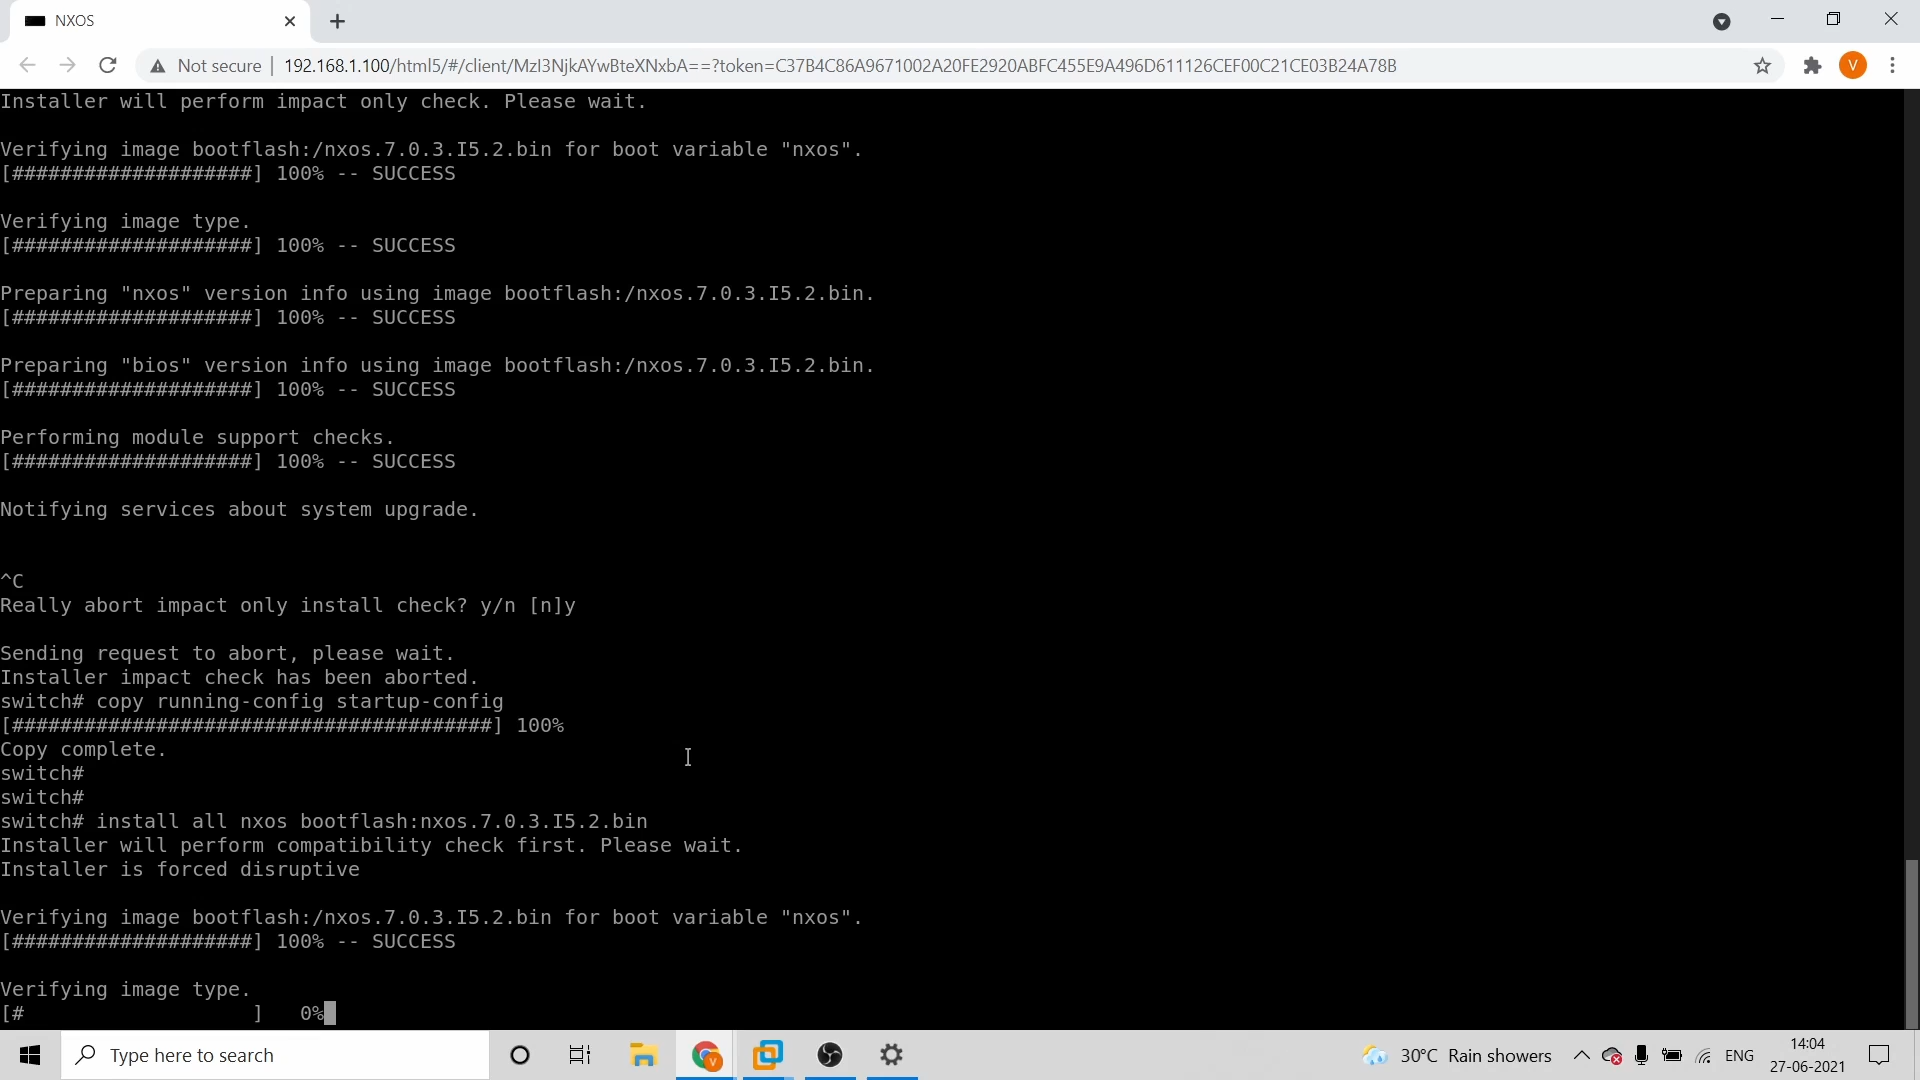 NXOS
Not secure
192.168.1.100/html5/#/client/MzI3NjkAYwBteXNxbA==?token=C37B4C86A9671002A20FE2920ABFC455E9A496D611126CEF00C21CE03B24A78B
V
Installer will perform impact only check. Please wait.
Verifying image bootflash:/nxos.7.0.3.I5.2.bin for boot variable "nxos".
[####################] 100% -- SUCCESS
Verifying image type.
[####################] 100% -- SUCCESS
Preparing "nxos" version info using image bootflash:/nxos.7.0.3.I5.2.bin.
[####################] 100% -- SUCCESS
Preparing "bios" version info using image bootflash:/nxos.7.0.3.I5.2.bin.
[####################] 100% -- SUCCESS
Performing module support checks.
[####################] 100% -- SUCCESS
Notifying services about system upgrade.
^C
Really abort impact only install check? y/n [n]y
Sending request to abort, please wait.
Installer impact check has been aborted.
switch# copy running-config startup-config
[########################################] 100%
Copy complete.
switch#
switch#
switch# install all nxos bootflash:nxos.7.0.3.I5.2.bin
Installer will perform compatibility check first. Please wait.
Installer is forced disruptive
Verifying image bootflash:/nxos.7.0.3.I5.2.bin for boot variable "nxos".
[####################] 100% -- SUCCESS
Verifying image type.
[#                   ]   0%
Type here to search
V
30°C Rain showers
ENG
14:04
27-06-2021